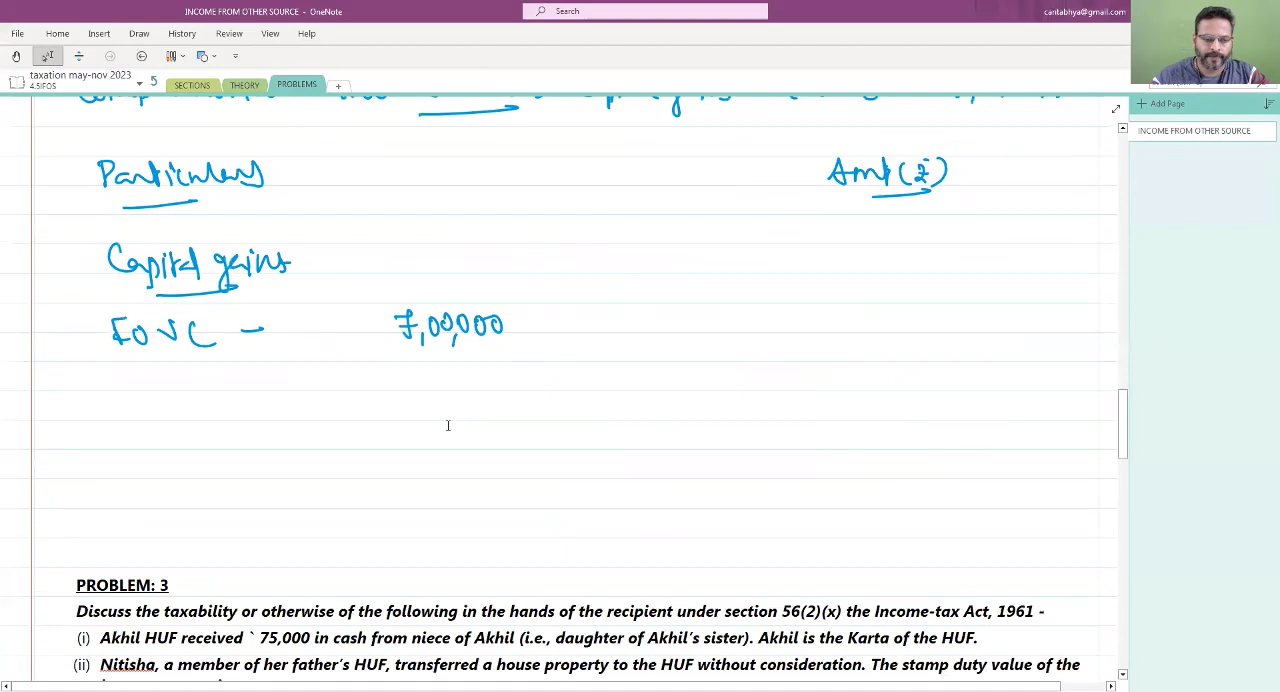 INCOME FROM OTHER SOURCE - OneNote
Search
cantabhya@gmail.com
File Home Insert Draw History Review View Help
taxation may-nov 2023
4.5IFOS
SECTIONS THEORY PROBLEMS +
Add Page
INCOME FROM OTHER SOURCE
Particulars Amt (₹)
Capital gains
FOVC - 7,00,000
PROBLEM: 3
Discuss the taxability or otherwise of the following in the hands of the recipient under section 56(2)(x) the Income-tax Act, 1961 -
(i) Akhil HUF received ` 75,000 in cash from niece of Akhil (i.e., daughter of Akhil's sister). Akhil is the Karta of the HUF.
(ii) Nitisha, a member of her father's HUF, transferred a house property to the HUF without consideration. The stamp duty value of the